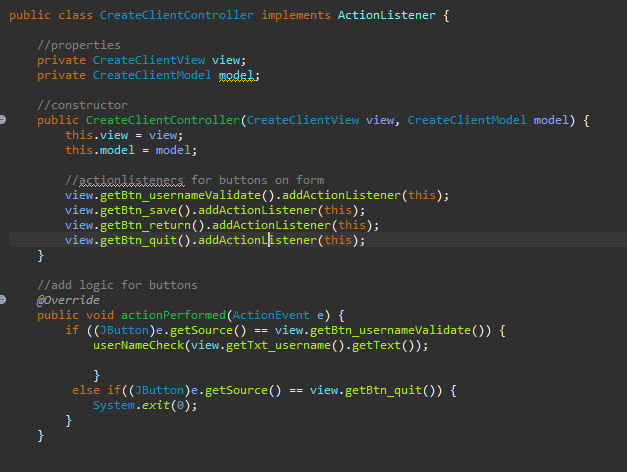 public class CreateClientController implements ActionListener {
//properties
private CreateClientView view;
private CreateClientModel model;
//constructor
public CreateClientController(CreateClientView view, CreateClientModel model) {
this.view = view;
this.model = model;
//actionlisteners for buttons on form
view.getBtn_usernameValidate().addActionListener(this);
view.getBtn_save().addActionListener(this);
view.getBtn_return().addActionListener(this);
view.getBtn_quit().addActionListener(this);
}
//add logic for buttons
@Override
public void actionPerformed(ActionEvent e) {
if ((JButton)e.getSource() == view.getBtn_usernameValidate()) {
userNameCheck(view.getTxt_username().getText());
}
else if((JButton)e.getSource() == view.getBtn_quit()) {
System.exit(0);
}
}